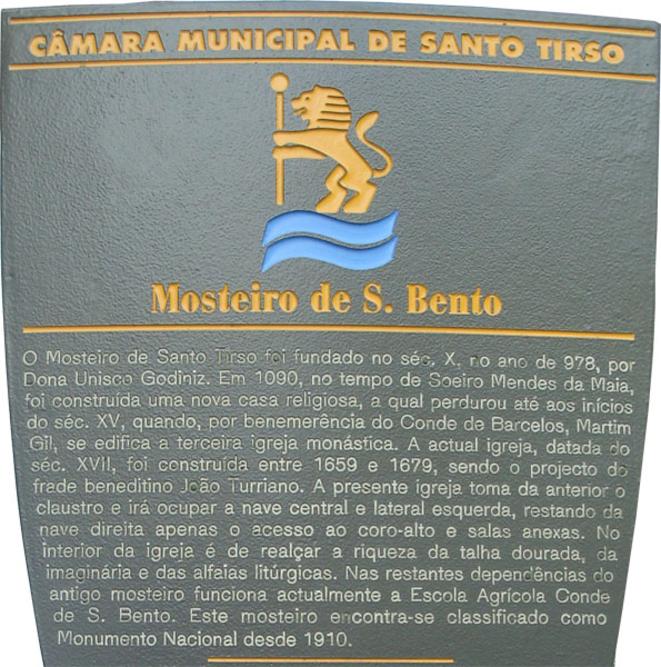 CÂMARA MUNICIPAL DE SANTO TIRSO
Mosteiro de S. Bento
O Mosteiro de Santo Tirso foi fundado no séc. X, no ano de 978, por
Dona Unisco Godiniz. Em 1090, no tempo de Soeiro Mendes da Maia,
foi construída uma nova casa religiosa, a qual perdurou até aos inícios
do séc. XV, quando, por benemerência do Conde de Barcelos, Martim
Gil, se edifica a terceira igreja monástica. A actual igreja, datada do
séc. XVII, foi construída entre 1659 e 1679, sendo o projecto do
frade beneditino João Turriano. A presente igreja toma da anterior o
claustro e irá ocupar a nave central e lateral esquerda, restando da
nave direita apenas o acesso ao coro-alto e salas anexas. No
interior da igreja é de realçar a riqueza da talha dourada, da
imaginária e das alfaias litúrgicas. Nas restantes dependências do
antigo mosteiro funciona actualmente a Escola Agrícola Conde
de S. Bento. Este mosteiro encontra-se classificado como
Monumento Nacional desde 1910.